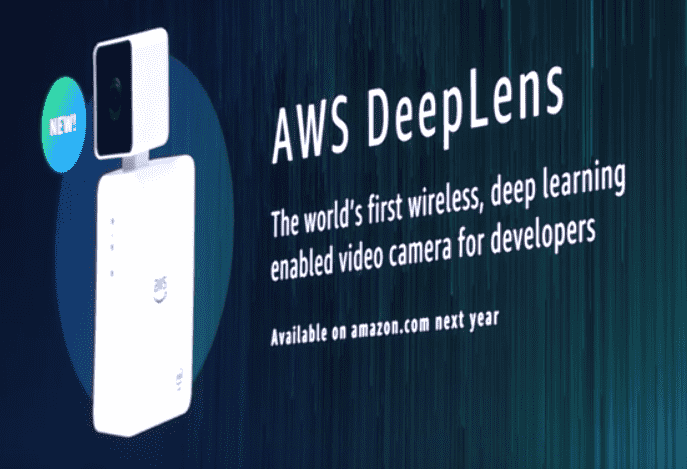 NEW!
AWS DeepLens
The world's first wireless, deep learning
enabled video camera for developers
Available on amazon.com next year
aws